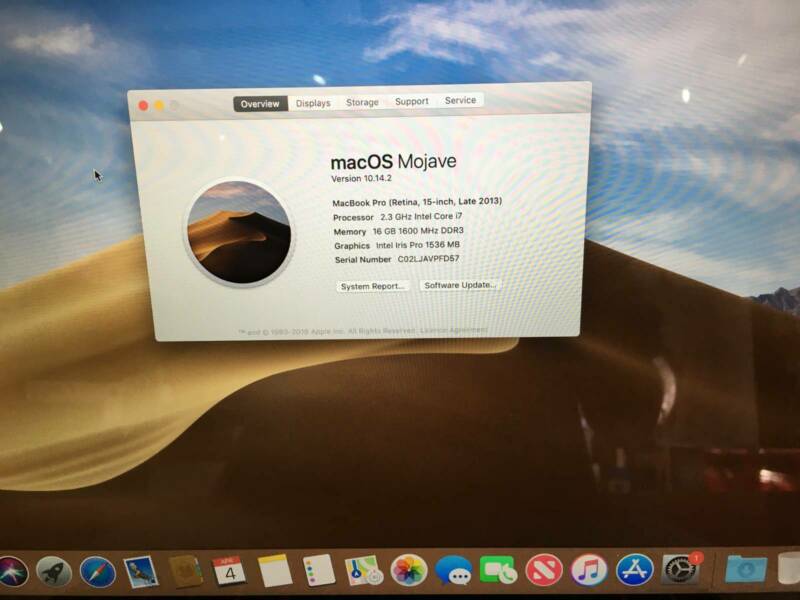 Overview Displays Storage Support Service
macOS Mojave
Version 10.14.2
MacBook Pro (Retina, 15-inch, Late 2013)
Processor 2.3 GHz Intel Core i7
Memory 16 GB 1600 MHz DDR3
Graphics Intel Iris Pro 1536 MB
Serial Number C02LJAVPFD57
System Report... Software Update...
™ and © 1983-2018 Apple Inc. All Rights Reserved. License Agreement
APR
4
1